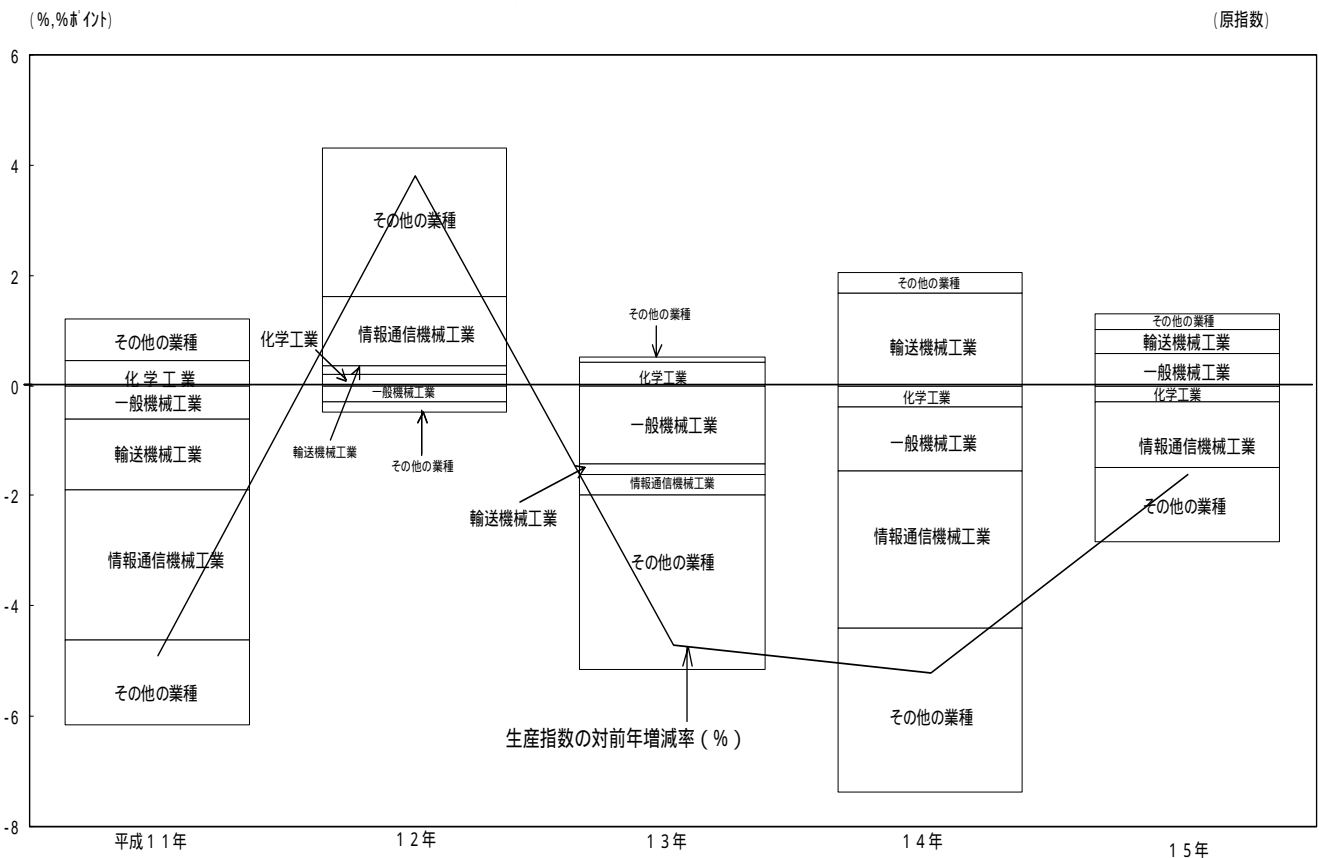 (%,%ﾎﾟｲﾝﾄ)
(原指数)
6
4
2
0
-2
-4
-6
-8
その他の業種
化学工業
一般機械工業
輸送機械工業
情報通信機械工業
その他の業種
その他の業種
情報通信機械工業
化学工業
一般機械工業
輸送機械工業
その他の業種
その他の業種
化学工業
一般機械工業
輸送機械工業
情報通信機械工業
その他の業種
生産指数の対前年増減率(%)
その他の業種
輸送機械工業
化学工業
一般機械工業
情報通信機械工業
その他の業種
その他の業種
輸送機械工業
一般機械工業
化学工業
情報通信機械工業
その他の業種
平成11年
12年
13年
14年
15年